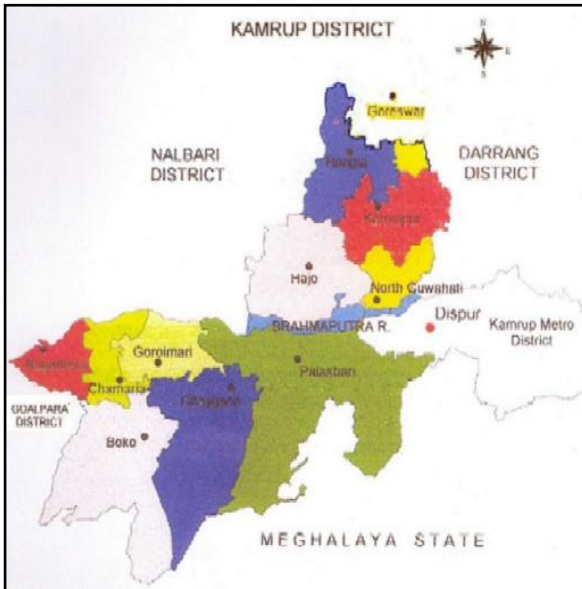 KAMRUP DISTRICT
N
W E
S
Goreswar
NALBARI
DISTRICT
DARRANG
DISTRICT
Rangia
Kamalpur
Hajo
North Guwahati
BRAHMAPUTRA R.
Dispur
Kamrup Metro
District
Goroimari
Palasbari
Chamaria
GOALPARA
DISTRICT
Chaygaon
Boko
MEGHALAYA STATE